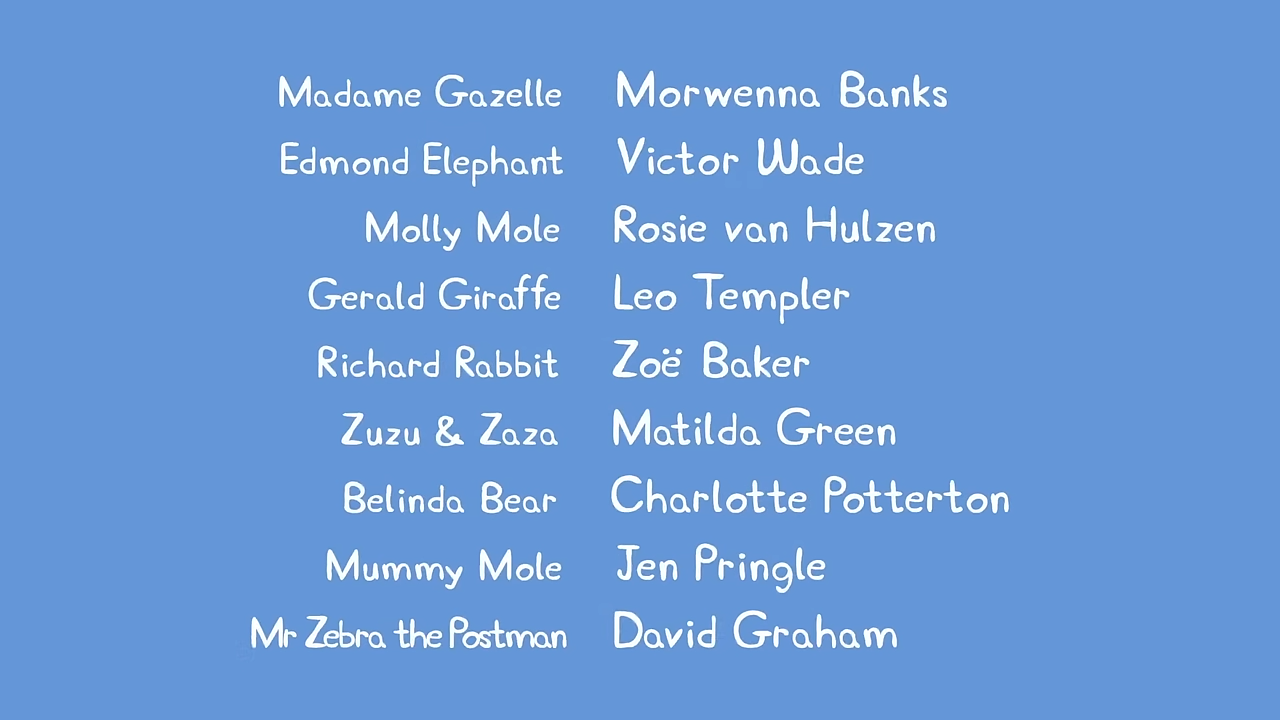 Madame Gazelle Morwenna Banks
Edmond Elephant Victor Wade
Molly Mole Rosie van Hulzen
Gerald Giraffe Leo Templer
Richard Rabbit Zoë Baker
Zuzu & Zaza Matilda Green
Belinda Bear Charlotte Potterton
Mummy Mole Jen Pringle
Mr Zebra the Postman David Graham